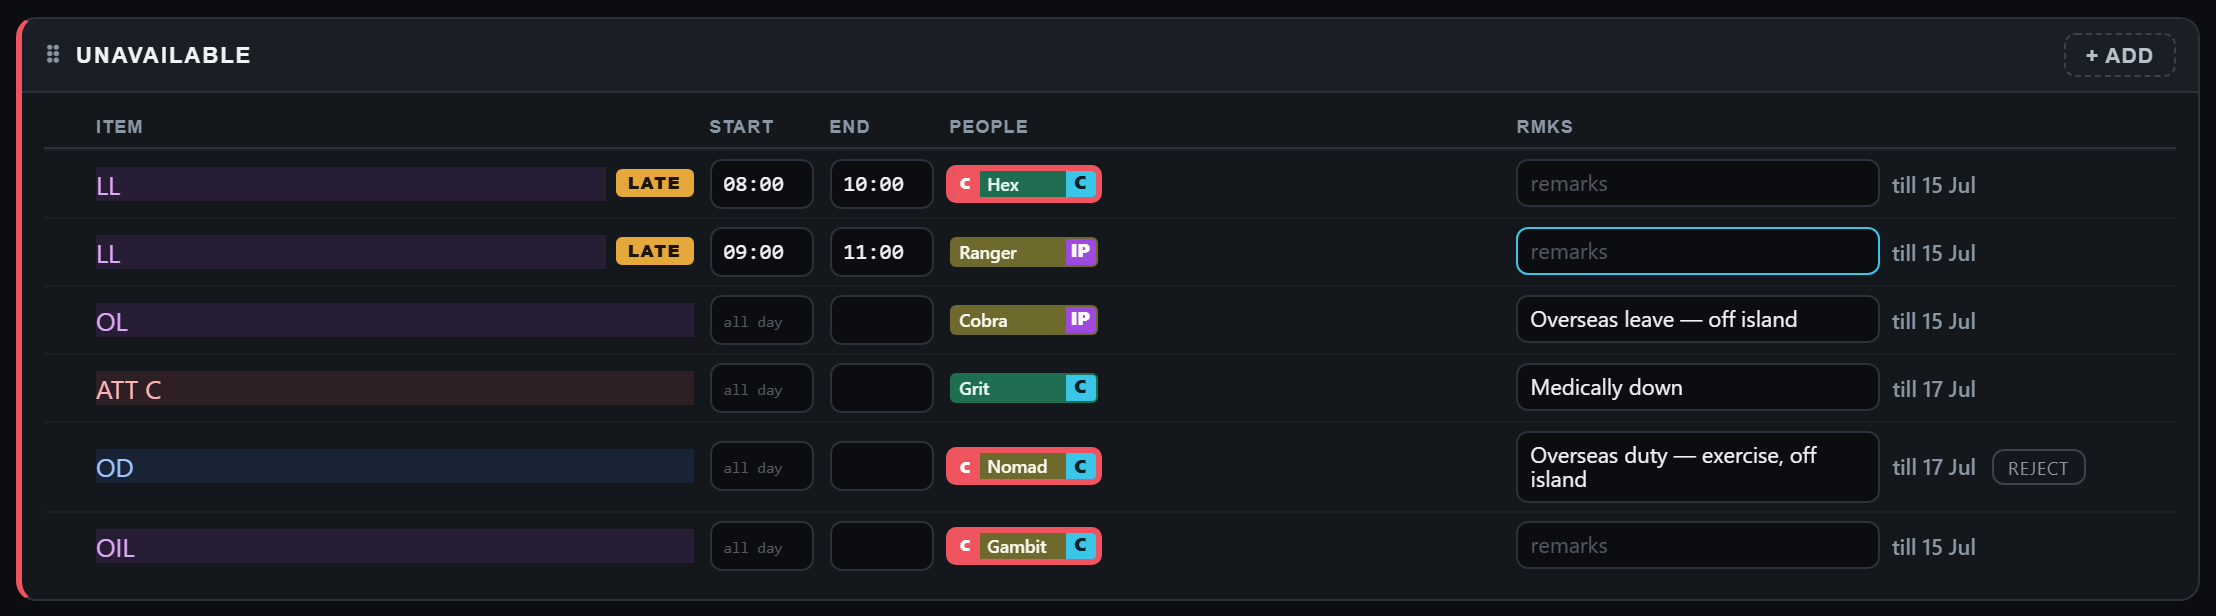 UNAVAILABLE
+ ADD
ITEM START END PEOPLE RMKS
LL LATE 08:00 10:00 C Hex C remarks till 15 Jul
LL LATE 09:00 11:00 Ranger IP remarks till 15 Jul
OL all day Cobra IP Overseas leave — off island till 15 Jul
ATT C all day Grit C Medically down till 17 Jul
OD all day C Nomad C Overseas duty — exercise, off island till 17 Jul REJECT
OIL all day C Gambit C remarks till 15 Jul